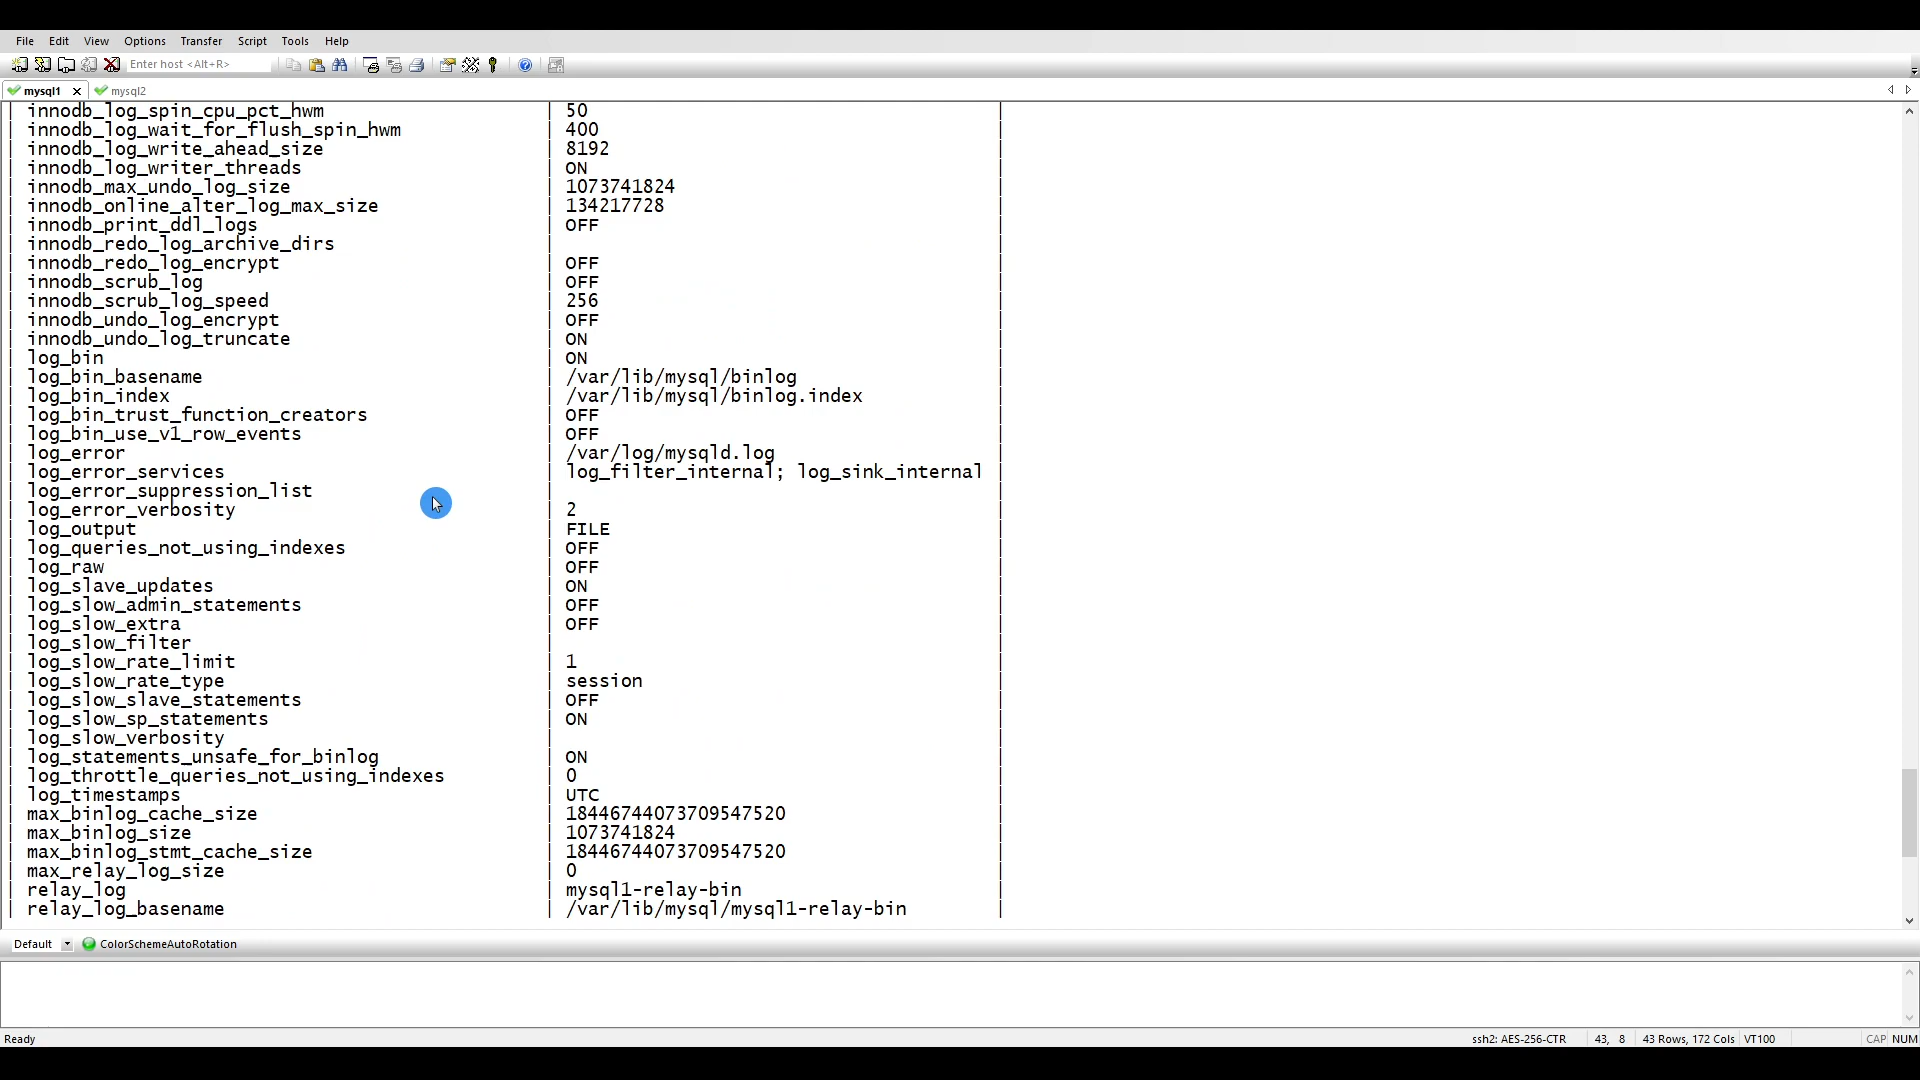 File Edit View Options Transfer Script Tools Help
Enter host <Alt+R>
mysql1 mysql2
| innodb_log_spin_cpu_pct_hwm | 50 |
| innodb_log_wait_for_flush_spin_hwm | 400 |
| innodb_log_write_ahead_size | 8192 |
| innodb_log_writer_threads | ON |
| innodb_max_undo_log_size | 1073741824 |
| innodb_online_alter_log_max_size | 134217728 |
| innodb_print_ddl_logs | OFF |
| innodb_redo_log_archive_dirs | |
| innodb_redo_log_encrypt | OFF |
| innodb_scrub_log | OFF |
| innodb_scrub_log_speed | 256 |
| innodb_undo_log_encrypt | OFF |
| innodb_undo_log_truncate | ON |
| log_bin | ON |
| log_bin_basename | /var/lib/mysql/binlog |
| log_bin_index | /var/lib/mysql/binlog.index |
| log_bin_trust_function_creators | OFF |
| log_bin_use_v1_row_events | OFF |
| log_error | /var/log/mysqld.log |
| log_error_services | log_filter_internal; log_sink_internal |
| log_error_suppression_list | |
| log_error_verbosity | 2 |
| log_output | FILE |
| log_queries_not_using_indexes | OFF |
| log_raw | OFF |
| log_slave_updates | ON |
| log_slow_admin_statements | OFF |
| log_slow_extra | OFF |
| log_slow_filter | |
| log_slow_rate_limit | 1 |
| log_slow_rate_type | session |
| log_slow_slave_statements | OFF |
| log_slow_sp_statements | ON |
| log_slow_verbosity | |
| log_statements_unsafe_for_binlog | ON |
| log_throttle_queries_not_using_indexes | 0 |
| log_timestamps | UTC |
| max_binlog_cache_size | 18446744073709547520 |
| max_binlog_size | 1073741824 |
| max_binlog_stmt_cache_size | 18446744073709547520 |
| max_relay_log_size | 0 |
| relay_log | mysql1-relay-bin |
| relay_log_basename | /var/lib/mysql/mysql1-relay-bin |
Default ColorSchemeAutoRotation
Ready ssh2: AES-256-CTR 43, 8 43 Rows, 172 Cols VT100 CAP NUM